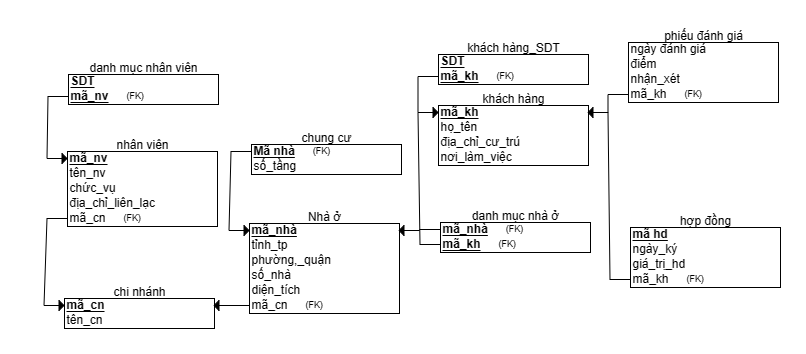 danh mục nhân viên
SDT
mã_nv (FK)
nhân viên
mã_nv
tên_nv
chức_vụ
địa_chỉ_liên_lạc
mã_cn (FK)
chi nhánh
mã_cn
tên_cn
chung cư
Mã nhà (FK)
số_tầng
Nhà ở
mã_nhà
tỉnh_tp
phường,_quận
số_nhà
diện_tích
mã_cn (FK)
khách hàng_SDT
SDT
mã_kh (FK)
khách hàng
mã_kh
họ_tên
địa_chỉ_cư_trú
nơi_làm_việc
danh mục nhà ở
mã_nhà (FK)
mã_kh (FK)
phiếu đánh giá
ngày đánh giá
điểm
nhận_xét
mã_kh (FK)
hợp đồng
mã hd
ngày_ký
giá_trị_hd
mã_kh (FK)